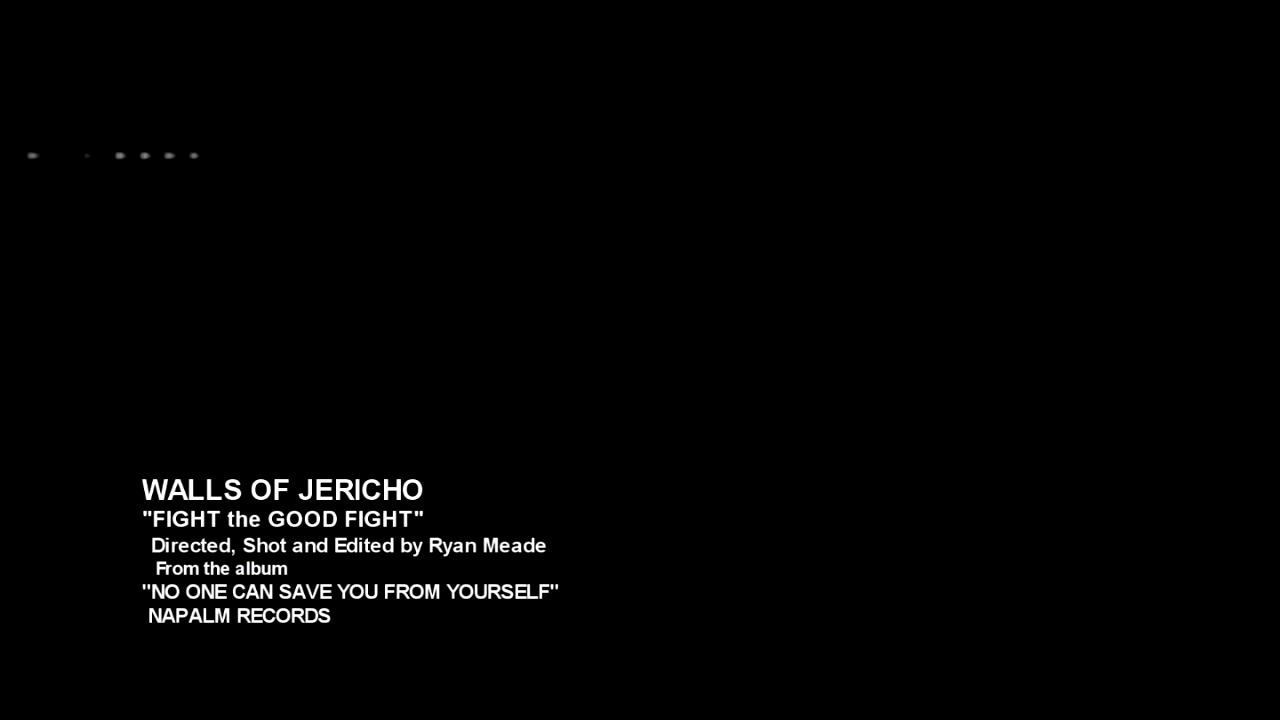 WALLS OF JERICHO
"FIGHT the GOOD FIGHT"
Directed, Shot and Edited by Ryan Meade
From the album
"NO ONE CAN SAVE YOU FROM YOURSELF"
NAPALM RECORDS